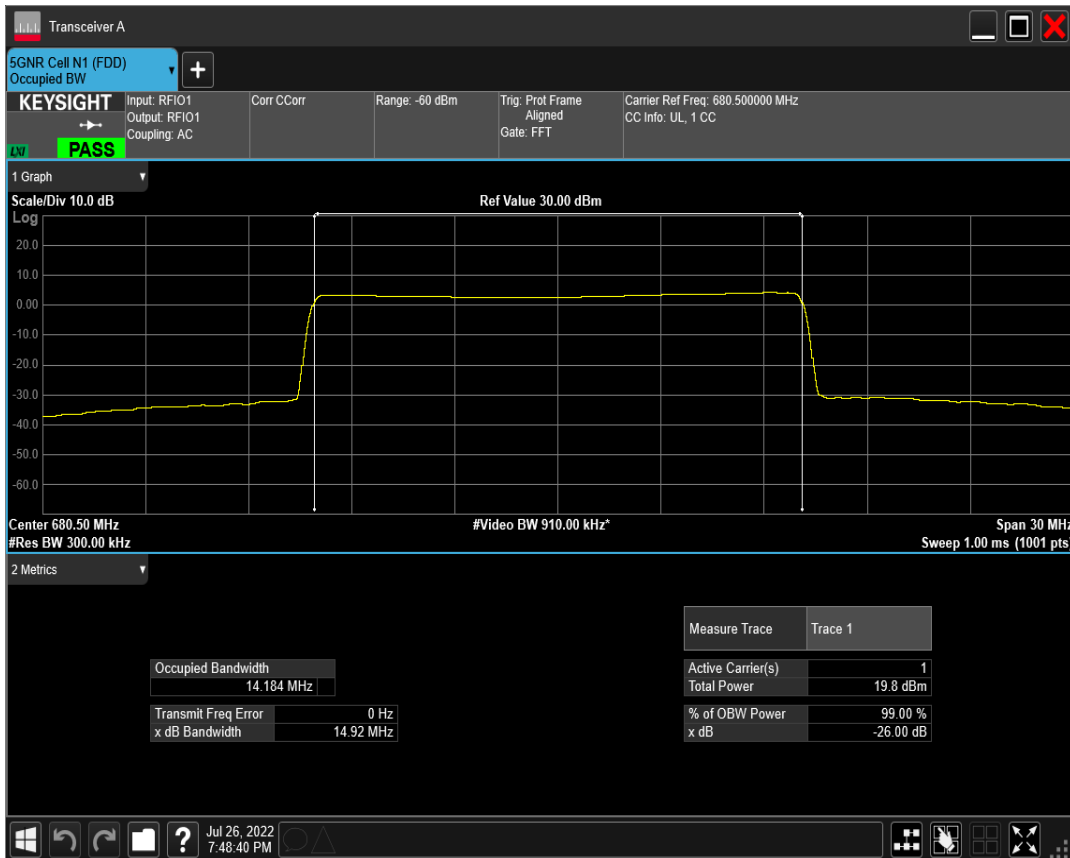 Transceiver A
5GNR Cell N1 (FDD)
Occupied BW
+
KEYSIGHT
LXI
PASS
Input: RFIO1
Output: RFIO1
Coupling: AC
Corr CCorr
Range: -60 dBm
Trig: Prot Frame
Aligned
Gate: FFT
Carrier Ref Freq: 680.500000 MHz
CC Info: UL, 1 CC
1 Graph
Scale/Div 10.0 dB
Ref Value 30.00 dBm
Log
20.0
10.0
0.00
-10.0
-20.0
-30.0
-40.0
-50.0
-60.0
Center 680.50 MHz
#Video BW 910.00 kHz*
Span 30 MHz
#Res BW 300.00 kHz
Sweep 1.00 ms (1001 pts)
2 Metrics
Measure Trace Trace 1
Occupied Bandwidth
14.184 MHz
Active Carrier(s) 1
Total Power 19.8 dBm
Transmit Freq Error 0 Hz
x dB Bandwidth 14.92 MHz
% of OBW Power 99.00 %
x dB -26.00 dB
?
Jul 26, 2022
7:48:40 PM